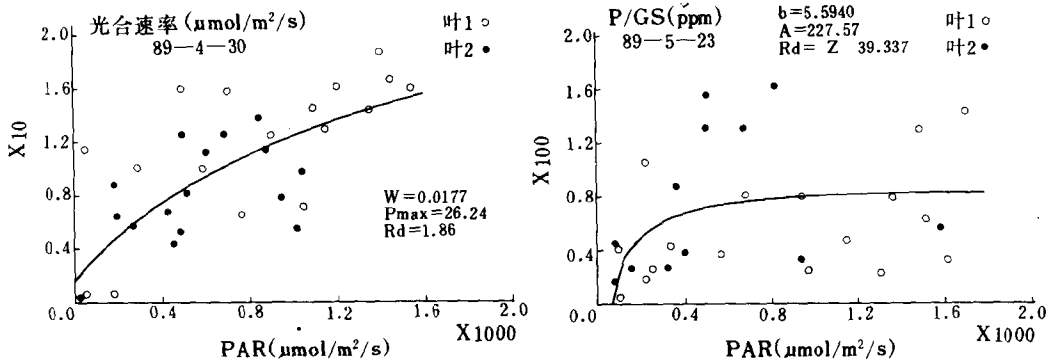 光合速率(μmol/m²/s)
89—4—30
叶1 ○
叶2 ●
2.0
1.6
1.2
0.8
0.4
X10
W=0.0177
Pmax=26.24
Rd=1.86
0.0 0.4 0.8 1.2 1.6 2.0
X1000
PAR(μmol/m²/s)
P/GS(ppm)
89—5—23
b=5.5940
A=227.57
Rd= Z 39.337
叶1 ○
叶2 ●
2.0
1.6
1.2
0.8
0.4
X100
0.0 0.4 0.8 1.2 1.6 2.0
X1000
PAR(μmol/m²/s)